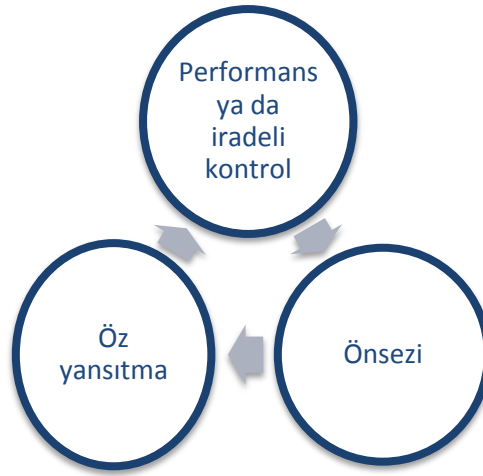 Performans
ya da
iradeli
kontrol
Öz
yansıtma
Önsezi